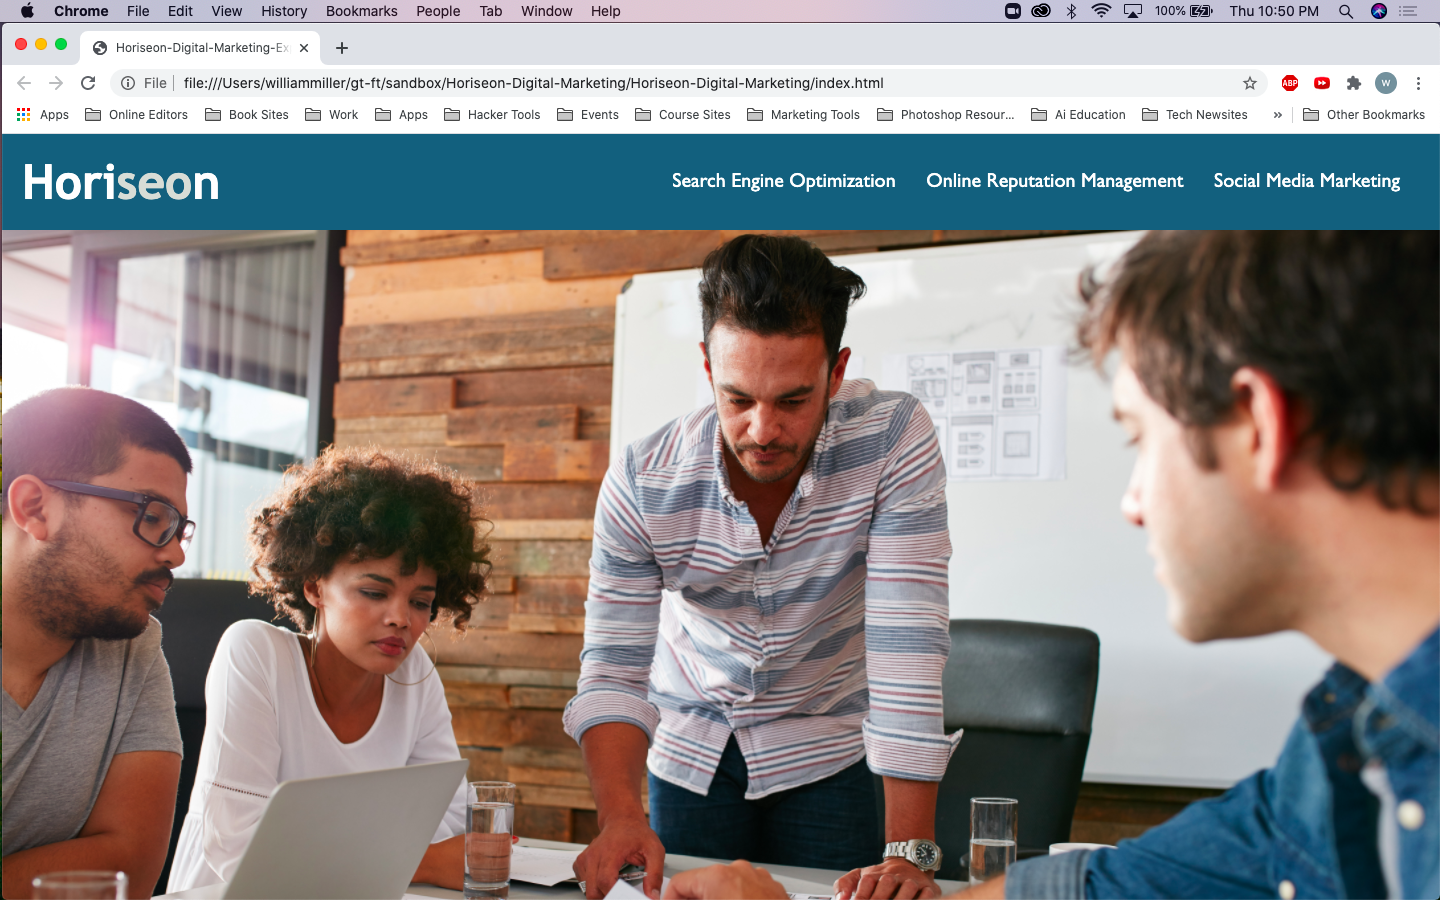 Chrome File Edit View History Bookmarks People Tab Window Help 100% Thu 10:50 PM
Horiseon-Digital-Marketing-Ex
File file:///Users/williammiller/gt-ft/sandbox/Horiseon-Digital-Marketing/Horiseon-Digital-Marketing/index.html ABP W
Apps Online Editors Book Sites Work Apps Hacker Tools Events Course Sites Marketing Tools Photoshop Resour... Ai Education Tech Newsites » Other Bookmarks
Horiseon Search Engine Optimization Online Reputation Management Social Media Marketing